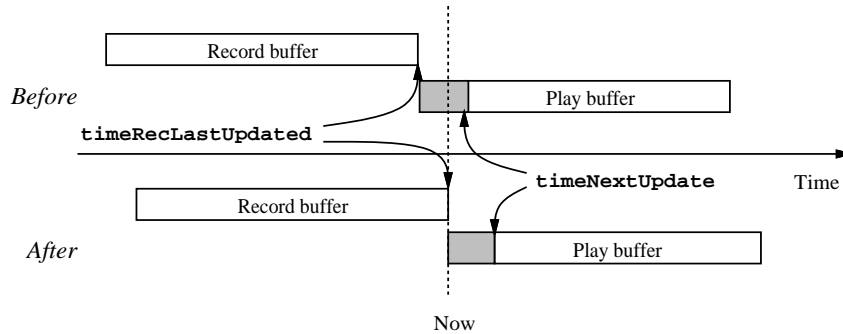 Record buffer
Before
Play buffer
timeRecLastUpdated
timeNextUpdate
Time
Record buffer
After
Play buffer
Now